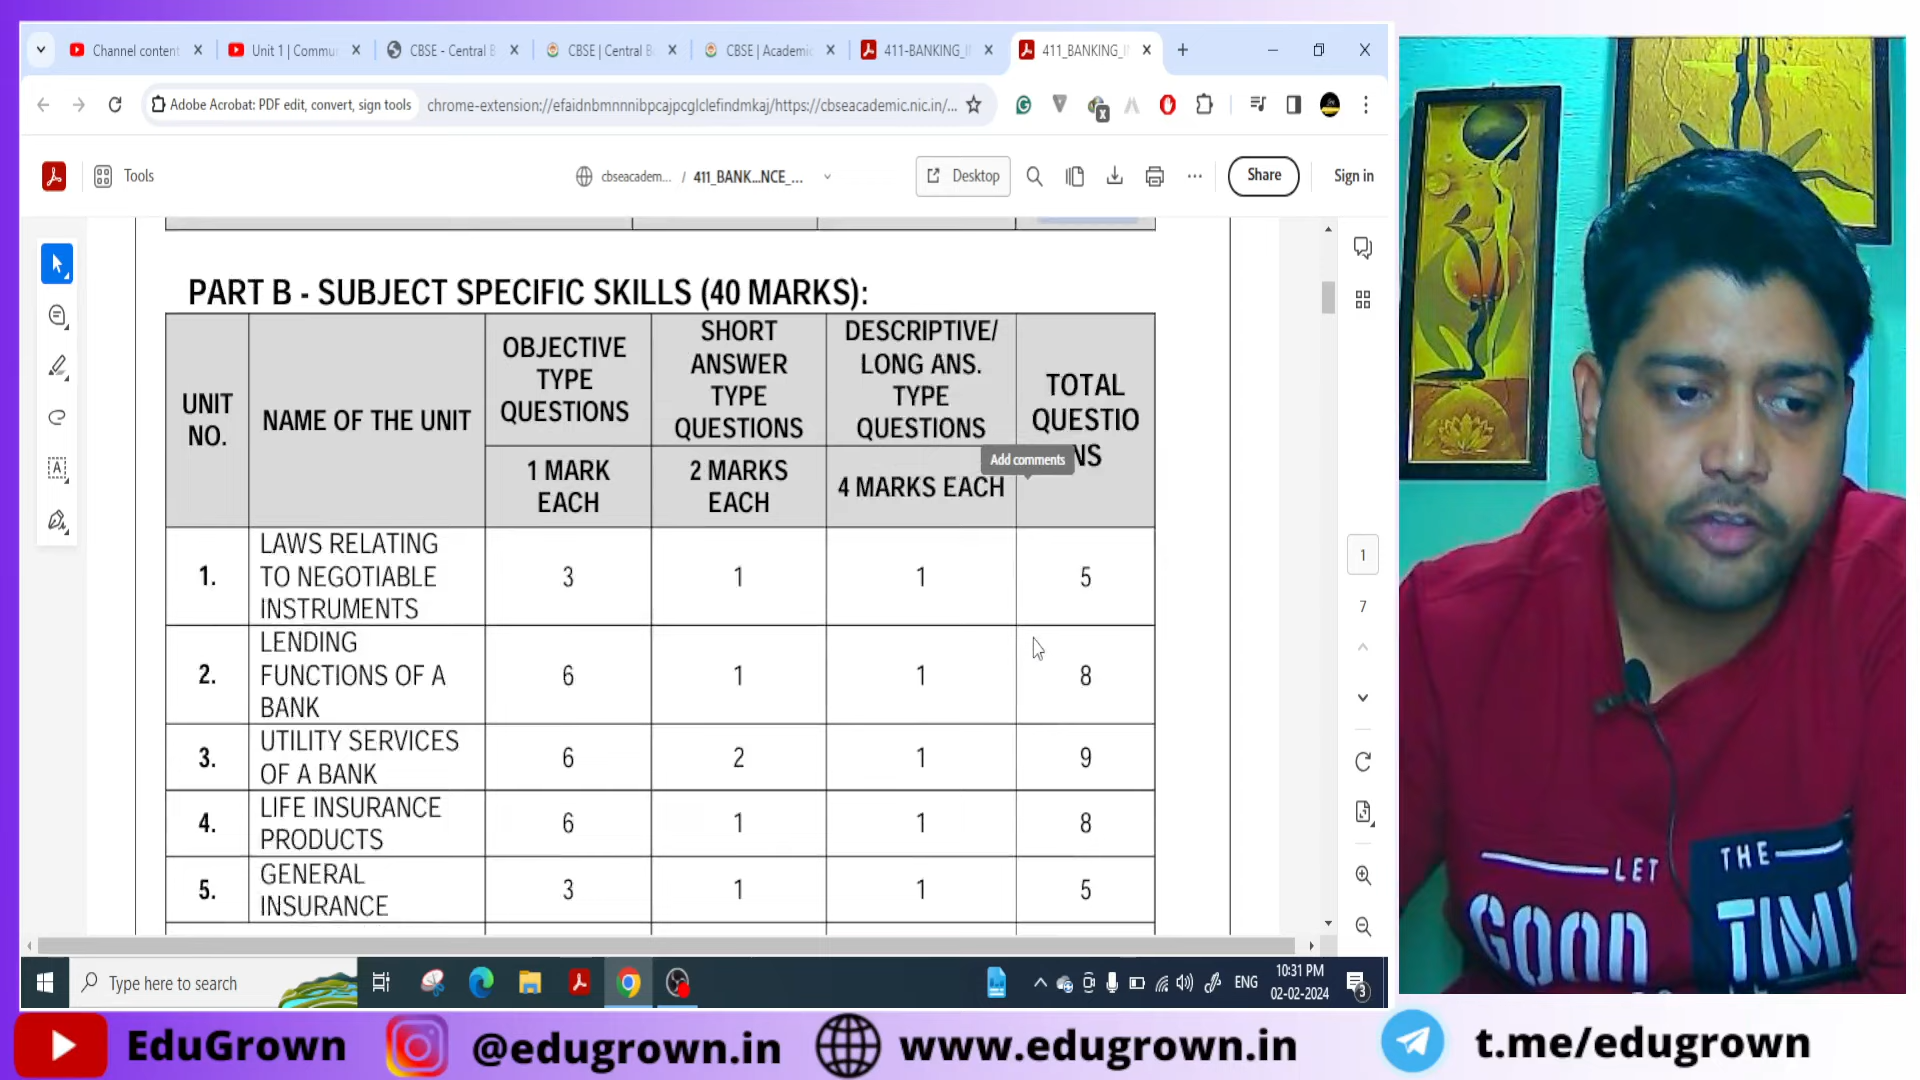 Channel content
Unit 1 | Commu
CBSE - Central B
CBSE | Central B
CBSE | Academic
411-BANKING_I
411_BANKING_I
Adobe Acrobat: PDF edit, convert, sign tools
chrome-extension://efaidnbmnnnibpcajpcglclefindmkaj/https://cbseacademic.nic.in/...
Tools
cbseacadem... / 411_BANK...NCE_...
Desktop
Share
Sign in
PART B - SUBJECT SPECIFIC SKILLS (40 MARKS):
UNIT NO.
NAME OF THE UNIT
OBJECTIVE TYPE QUESTIONS
SHORT ANSWER TYPE QUESTIONS
DESCRIPTIVE/ LONG ANS. TYPE QUESTIONS
TOTAL QUESTIO NS
Add comments
1 MARK EACH
2 MARKS EACH
4 MARKS EACH
1. LAWS RELATING TO NEGOTIABLE INSTRUMENTS 3 1 1 5
2. LENDING FUNCTIONS OF A BANK 6 1 1 8
3. UTILITY SERVICES OF A BANK 6 2 1 9
4. LIFE INSURANCE PRODUCTS 6 1 1 8
5. GENERAL INSURANCE 3 1 1 5
1
7
Type here to search
ENG
10:31 PM
02-02-2024
3
LET
THE
GOOD
TIM
EduGrown
@edugrown.in
www.edugrown.in
t.me/edugrown